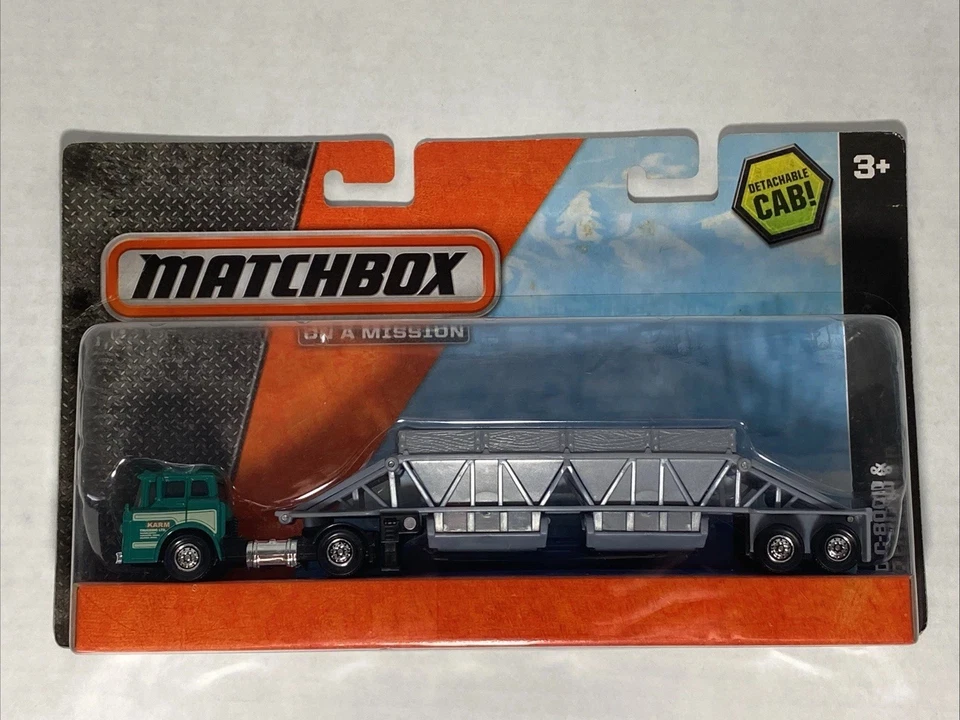 MATCHBOX
ON A MISSION
DETACHABLE
CAB!
3+
KARM